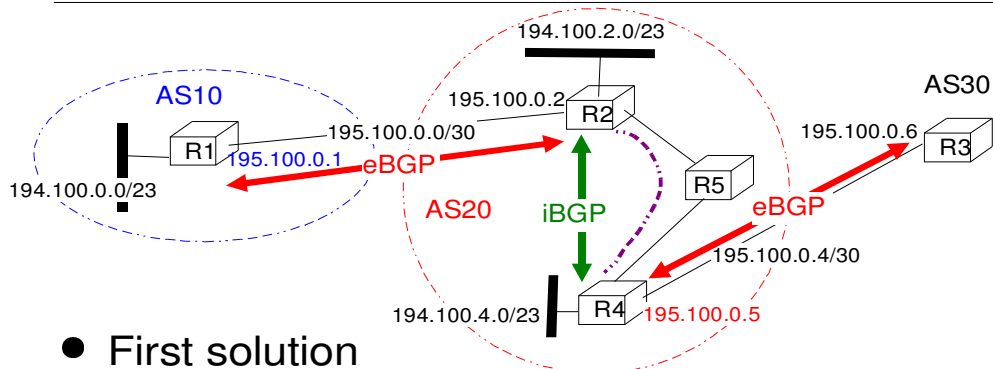 194.100.2.0/23
AS10
AS20
AS30
195.100.0.2
R2
195.100.0.0/30
195.100.0.6
R1
195.100.0.1
eBGP
R3
194.100.0.0/23
R5
iBGP
eBGP
195.100.0.4/30
194.100.4.0/23
R4
195.100.0.5
● First solution